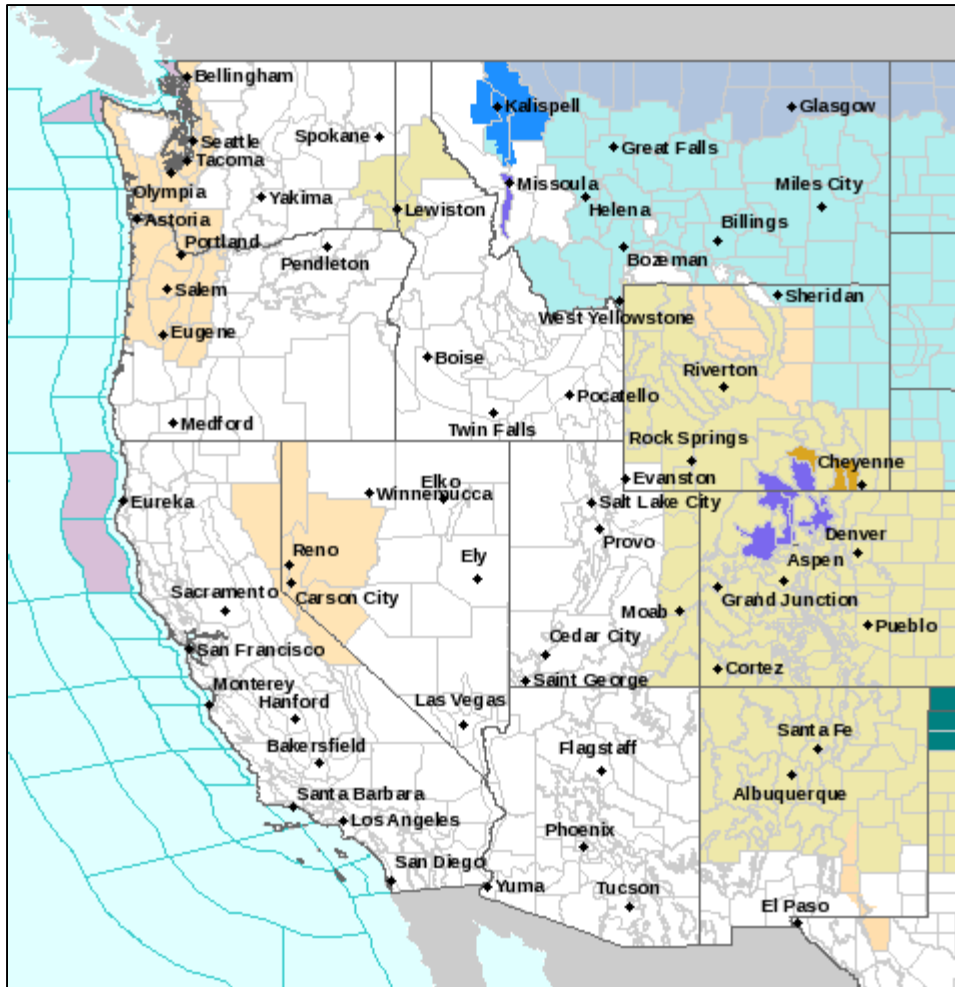 Bellingham
Kalispell
Glasgow
Seattle
Spokane
Great Falls
Tacoma
Olympia
Missoula
Miles City
Yakima
Lewiston
Helena
Astoria
Billings
Portland
Pendleton
Bozeman
Salem
Sheridan
West Yellowstone
Eugene
Boise
Riverton
Pocatello
Medford
Twin Falls
Rock Springs
Cheyenne
Elko
Evanston
Winnemucca
Eureka
Salt Lake City
Reno
Provo
Denver
Ely
Aspen
Sacramento
Carson City
Grand Junction
Moab
Pueblo
Cedar City
San Francisco
Cortez
Saint George
Monterey
Hanford
Las Vegas
Santa Fe
Bakersfield
Flagstaff
Albuquerque
Santa Barbara
Los Angeles
Phoenix
San Diego
Yuma
Tucson
El Paso